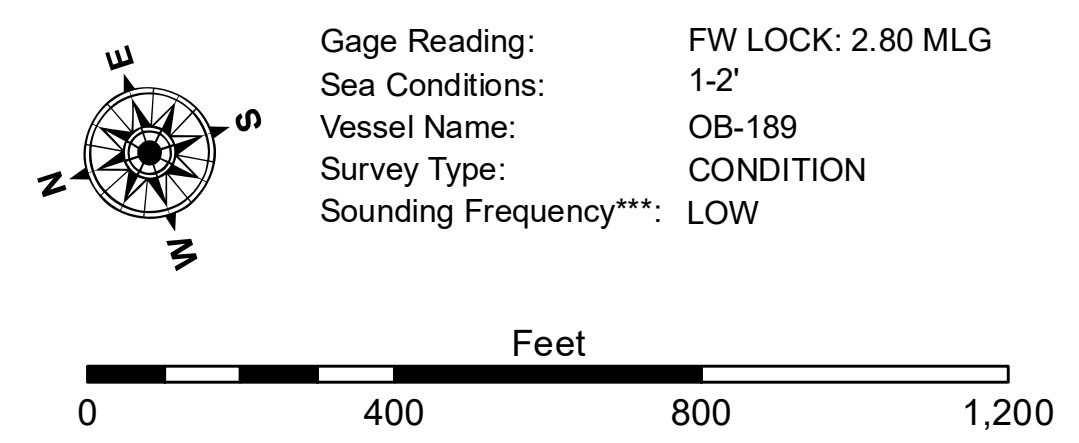 E
S
N
W
Gage Reading: FW LOCK: 2.80 MLG
Sea Conditions: 1-2'
Vessel Name: OB-189
Survey Type: CONDITION
Sounding Frequency***: LOW
Feet
0 400 800 1,200